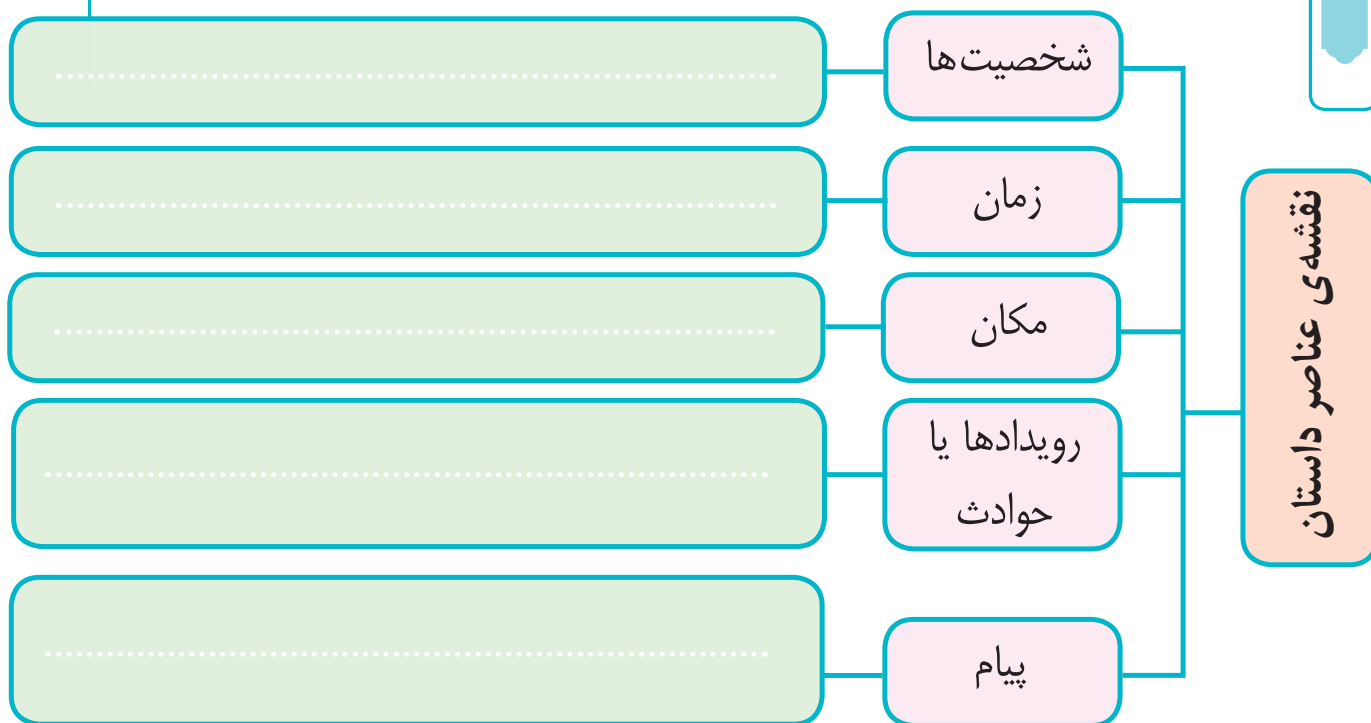 نقشه‌ی عناصر داستان
شخصیت‌ها
زمان
مکان
رویدادها یا
حوادث
پیام